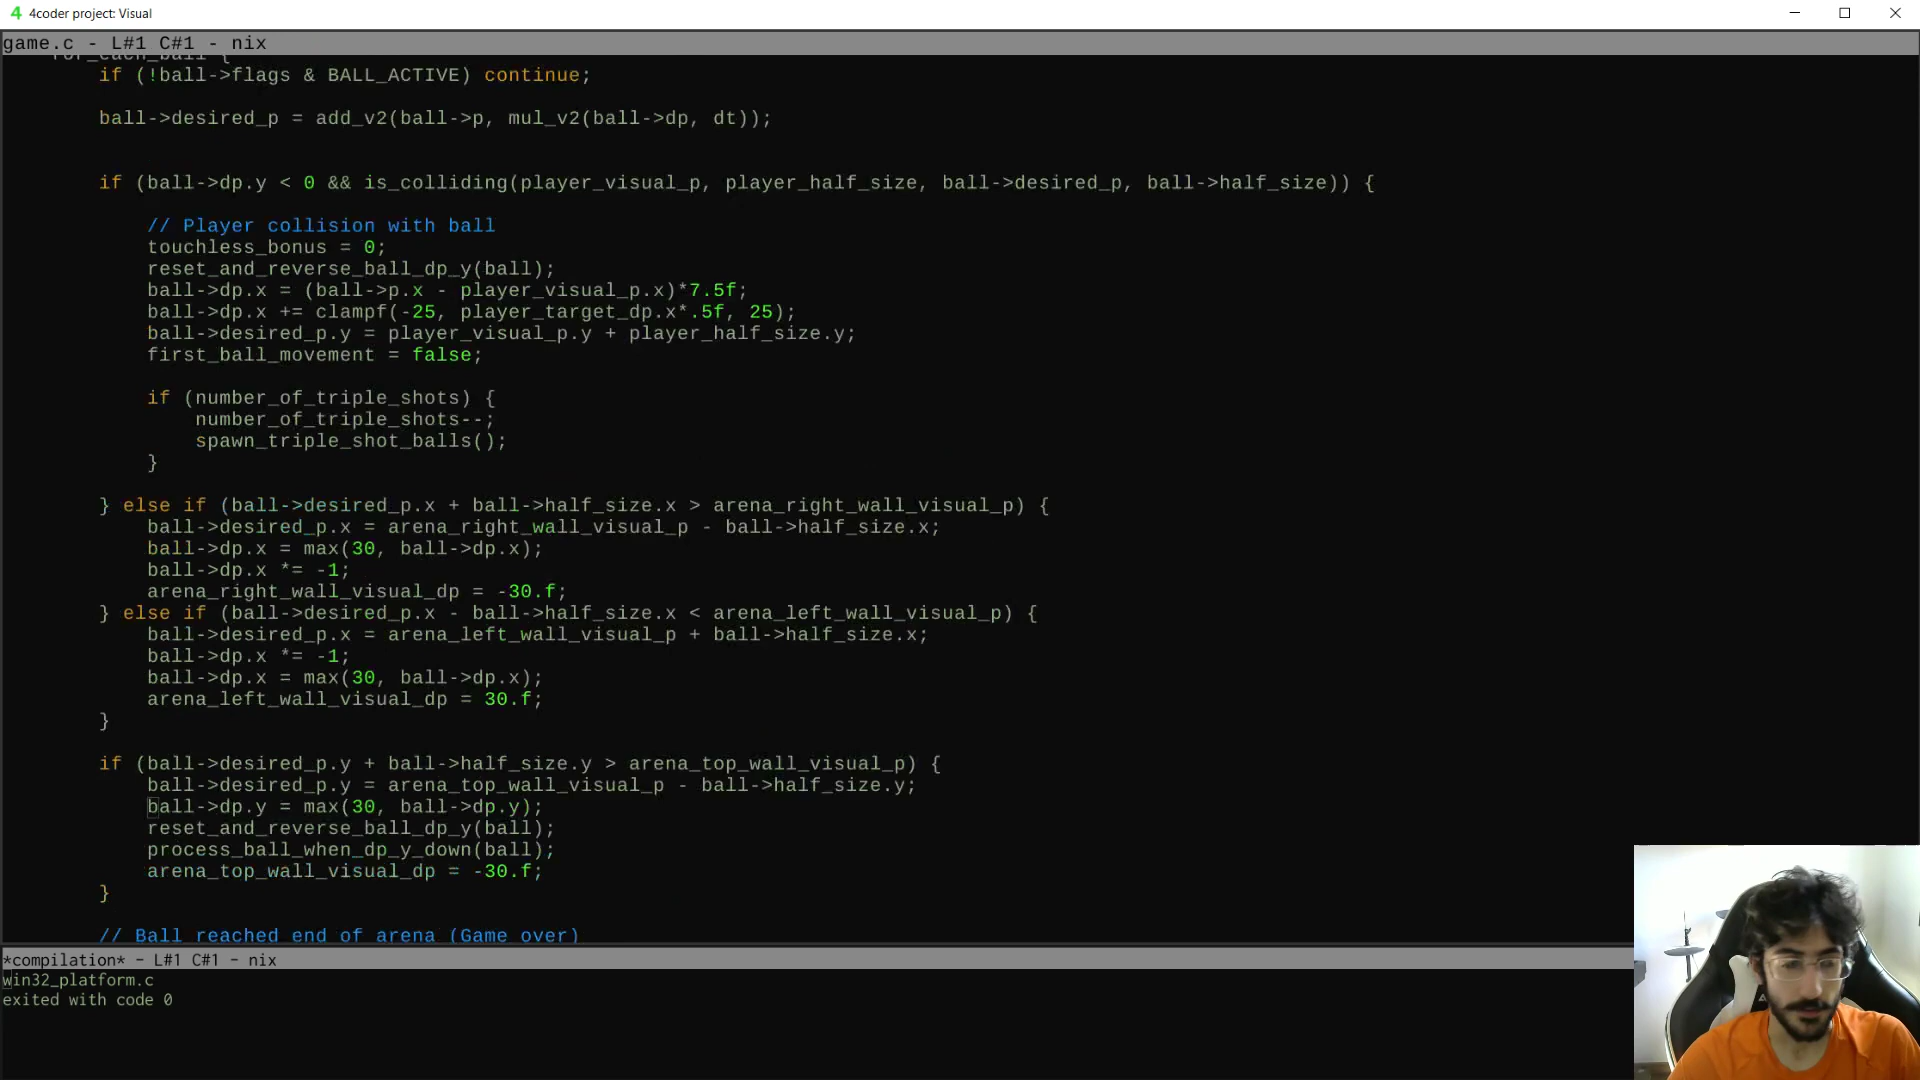 4 4coder project: Visual
game.c - L#1 C#1 - nix
for_each_ball {
if (!ball->flags & BALL_ACTIVE) continue;
ball->desired_p = add_v2(ball->p, mul_v2(ball->dp, dt));
if (ball->dp.y < 0 && is_colliding(player_visual_p, player_half_size, ball->desired_p, ball->half_size)) {
// Player collision with ball
touchless_bonus = 0;
reset_and_reverse_ball_dp_y(ball);
ball->dp.x = (ball->p.x - player_visual_p.x)*7.5f;
ball->dp.x += clampf(-25, player_target_dp.x*.5f, 25);
ball->desired_p.y = player_visual_p.y + player_half_size.y;
first_ball_movement = false;
if (number_of_triple_shots) {
number_of_triple_shots--;
spawn_triple_shot_balls();
}
} else if (ball->desired_p.x + ball->half_size.x > arena_right_wall_visual_p) {
ball->desired_p.x = arena_right_wall_visual_p - ball->half_size.x;
ball->dp.x = max(30, ball->dp.x);
ball->dp.x *= -1;
arena_right_wall_visual_dp = -30.f;
} else if (ball->desired_p.x - ball->half_size.x < arena_left_wall_visual_p) {
ball->desired_p.x = arena_left_wall_visual_p + ball->half_size.x;
ball->dp.x *= -1;
ball->dp.x = max(30, ball->dp.x);
arena_left_wall_visual_dp = 30.f;
}
if (ball->desired_p.y + ball->half_size.y > arena_top_wall_visual_p) {
ball->desired_p.y = arena_top_wall_visual_p - ball->half_size.y;
ball->dp.y = max(30, ball->dp.y);
reset_and_reverse_ball_dp_y(ball);
process_ball_when_dp_y_down(ball);
arena_top_wall_visual_dp = -30.f;
}
// Ball reached end of arena (Game over)
*compilation* - L#1 C#1 - nix
win32_platform.c
exited with code 0